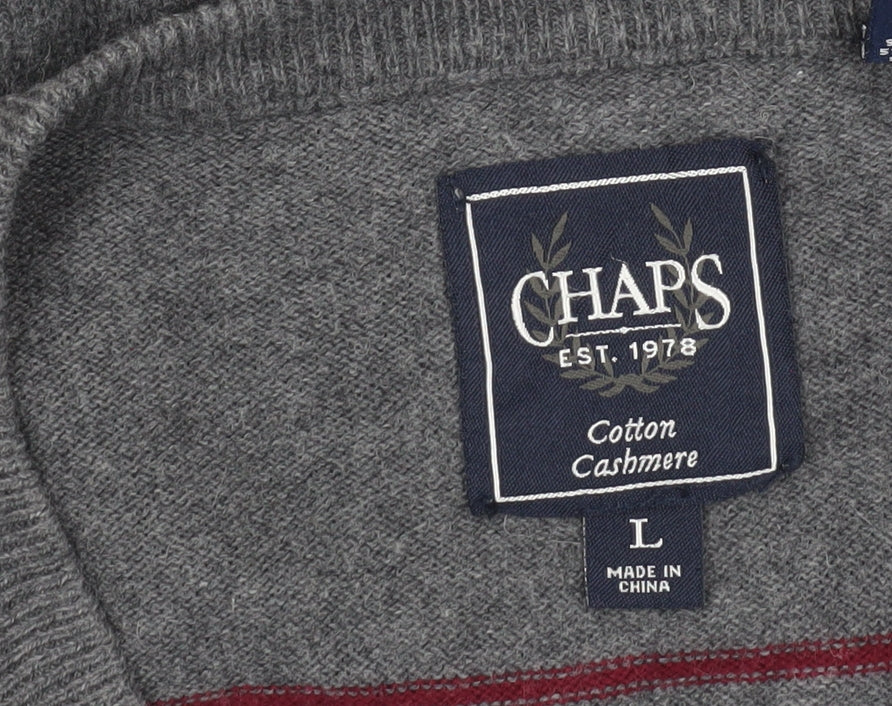 CHAPS
EST. 1978
Cotton
Cashmere
L
MADE IN
CHINA